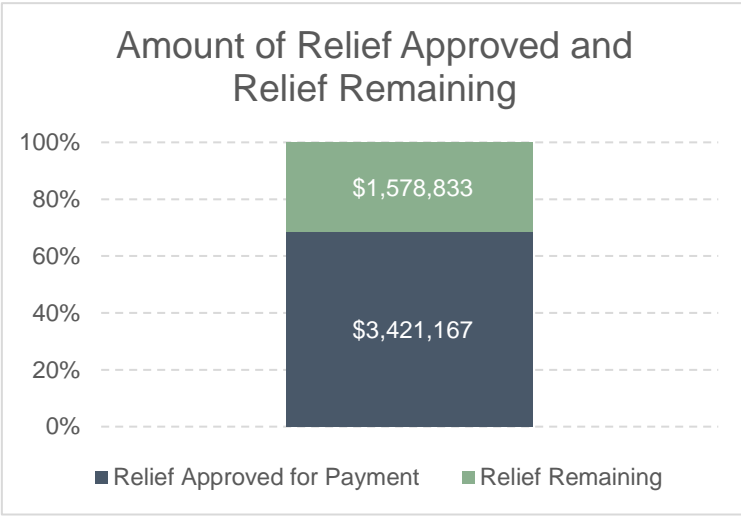 Amount of Relief Approved and
Relief Remaining
100%
80%
60%
40%
20%
0%
$1,578,833
$3,421,167
Relief Approved for Payment
Relief Remaining